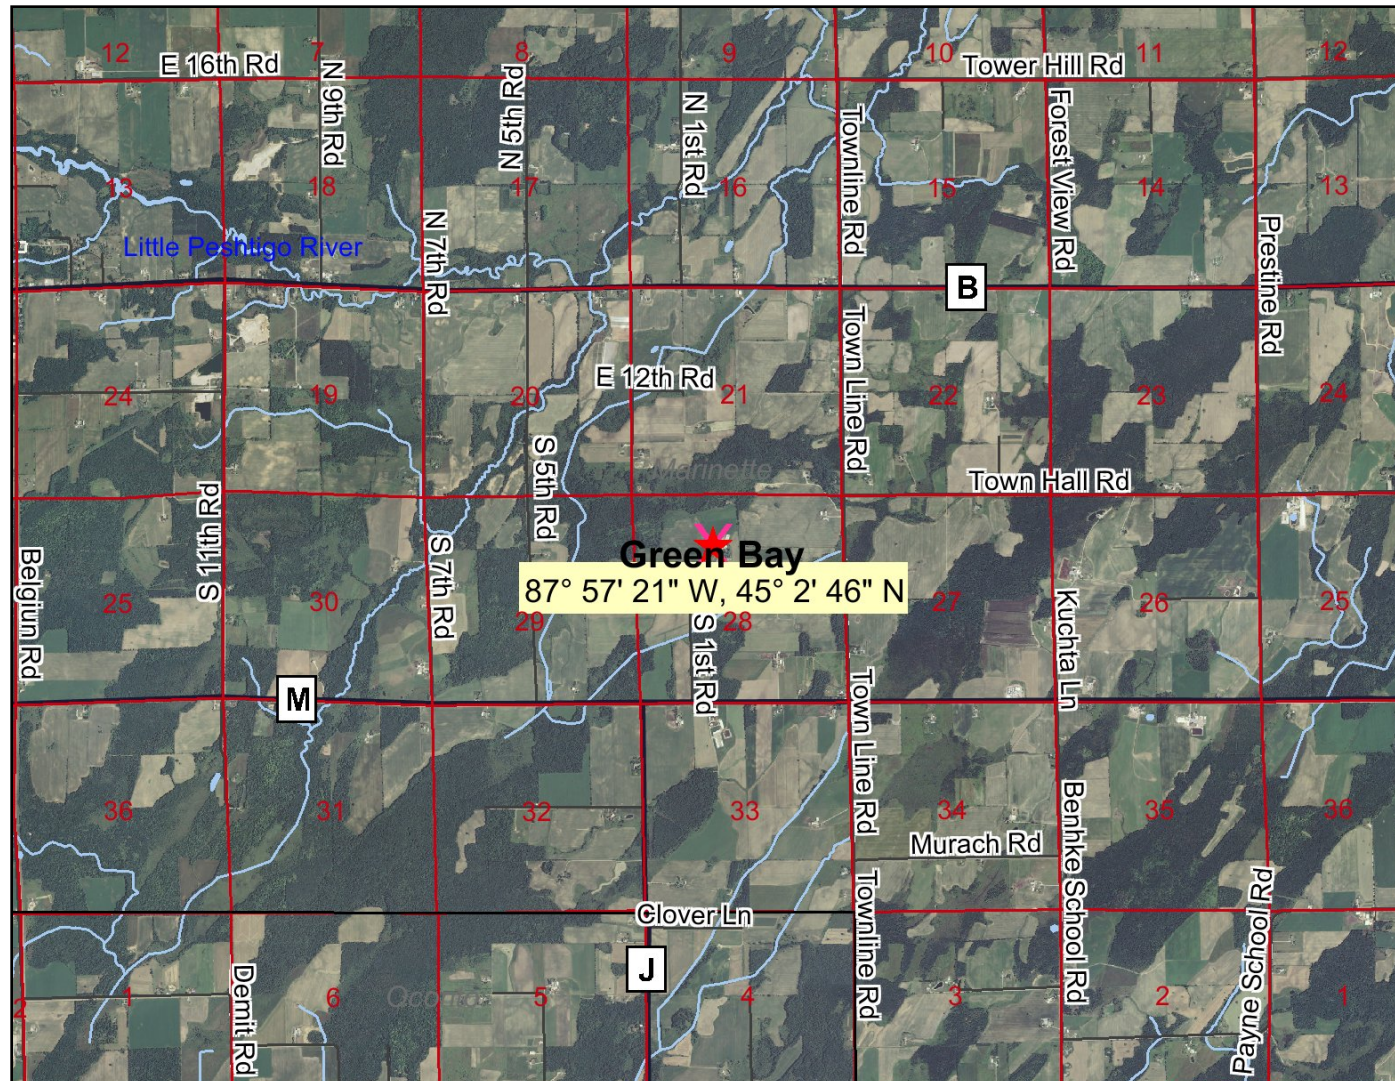 12
7
8
9
10
11
12
E 16th Rd
Tower Hill Rd
N 9th Rd
N 5th Rd
N 1st Rd
Townline Rd
Forest View Rd
13
18
17
16
15
14
13
Little Peshtigo River
N 7th Rd
Prestine Rd
B
Town Line Rd
E 12th Rd
24
19
20
21
22
23
24
S 5th Rd
Marinette
Town Hall Rd
S 11th Rd
S 7th Rd
Belgium Rd
Green Bay
87° 57' 21" W, 45° 2' 46" N
25
30
29
28
27
26
25
S 1st Rd
Kuchta Ln
M
Town Line Rd
36
31
32
33
34
35
36
Benhke School Rd
Murach Rd
Clover Ln
Townline Rd
Payne School Rd
J
Demit Rd
2
1
6
Oconto
5
4
3
2
1